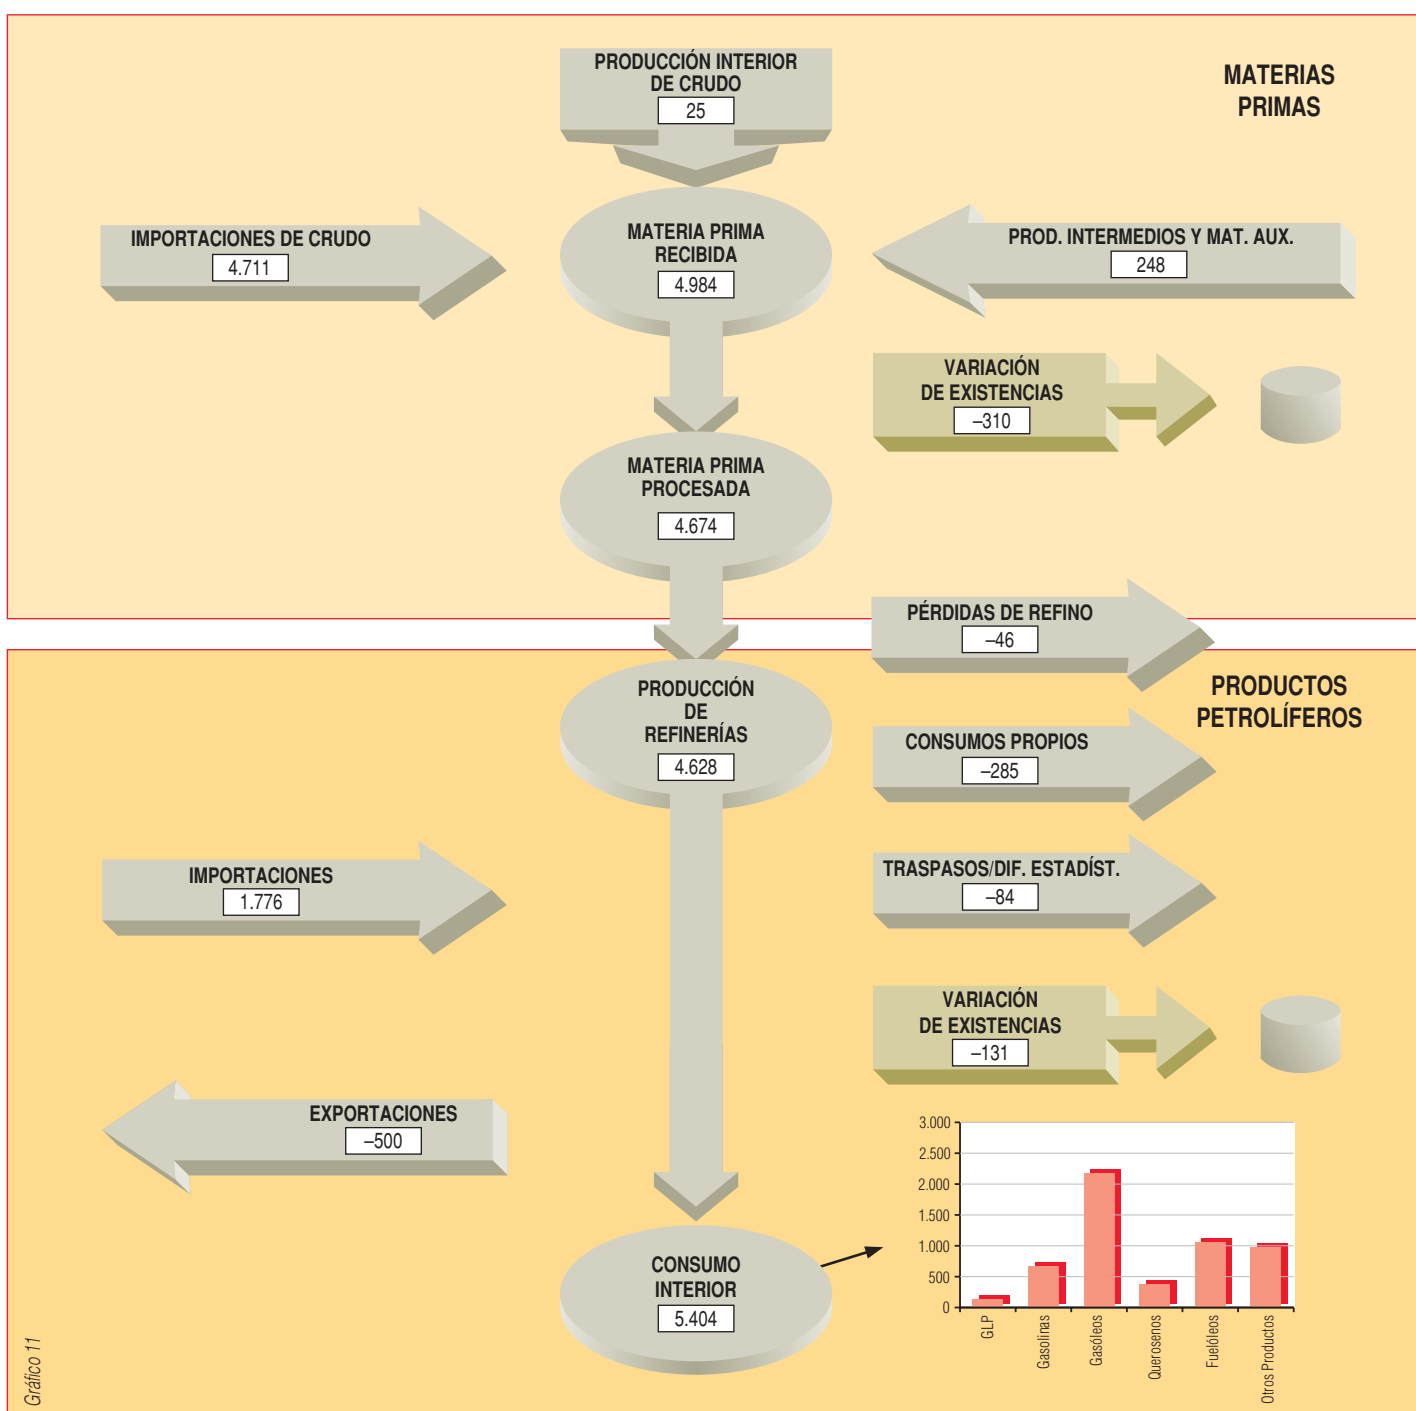 PRODUCCIÓN INTERIOR
DE CRUDO
25
MATERIAS
PRIMAS
IMPORTACIONES DE CRUDO
4.711
MATERIA PRIMA
RECIBIDA
4.984
PROD. INTERMEDIOS Y MAT. AUX.
248
VARIACIÓN
DE EXISTENCIAS
–310
MATERIA PRIMA
PROCESADA
4.674
PÉRDIDAS DE REFINO
–46
PRODUCTOS
PETROLÍFEROS
PRODUCCIÓN
DE
REFINERÍAS
4.628
CONSUMOS PROPIOS
–285
IMPORTACIONES
1.776
TRASPASOS/DIF. ESTADÍST.
–84
VARIACIÓN
DE EXISTENCIAS
–131
EXPORTACIONES
–500
CONSUMO
INTERIOR
5.404
3.000
2.500
2.000
1.500
1.000
500
0
GLP
Gasolinas
Gasóleos
Querosenos
Fuelóleos
Otros Productos
Gráfico 11